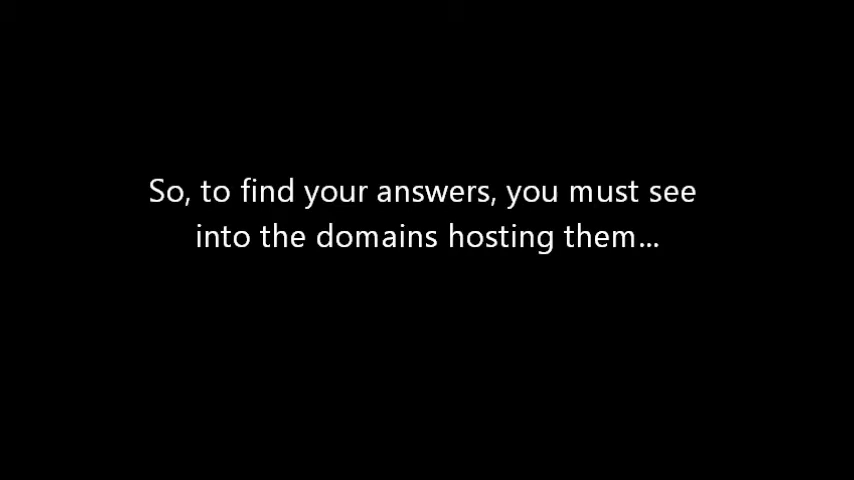 So, to find your answers, you must see
into the domains hosting them...